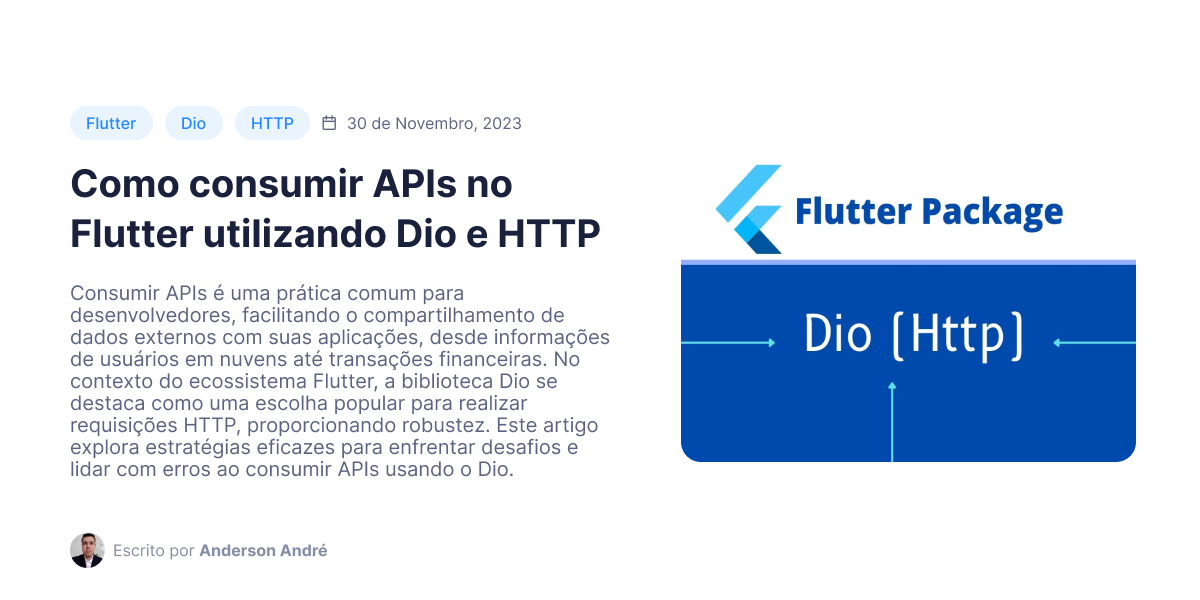 Flutter Dio HTTP 30 de Novembro, 2023
Como consumir APIs no
Flutter utilizando Dio e HTTP
Consumir APIs é uma prática comum para
desenvolvedores, facilitando o compartilhamento de
dados externos com suas aplicações, desde informações
de usuários em nuvens até transações financeiras. No
contexto do ecossistema Flutter, a biblioteca Dio se
destaca como uma escolha popular para realizar
requisições HTTP, proporcionando robustez. Este artigo
explora estratégias eficazes para enfrentar desafios e
lidar com erros ao consumir APIs usando o Dio.
Escrito por Anderson André
Flutter Package
Dio (Http)